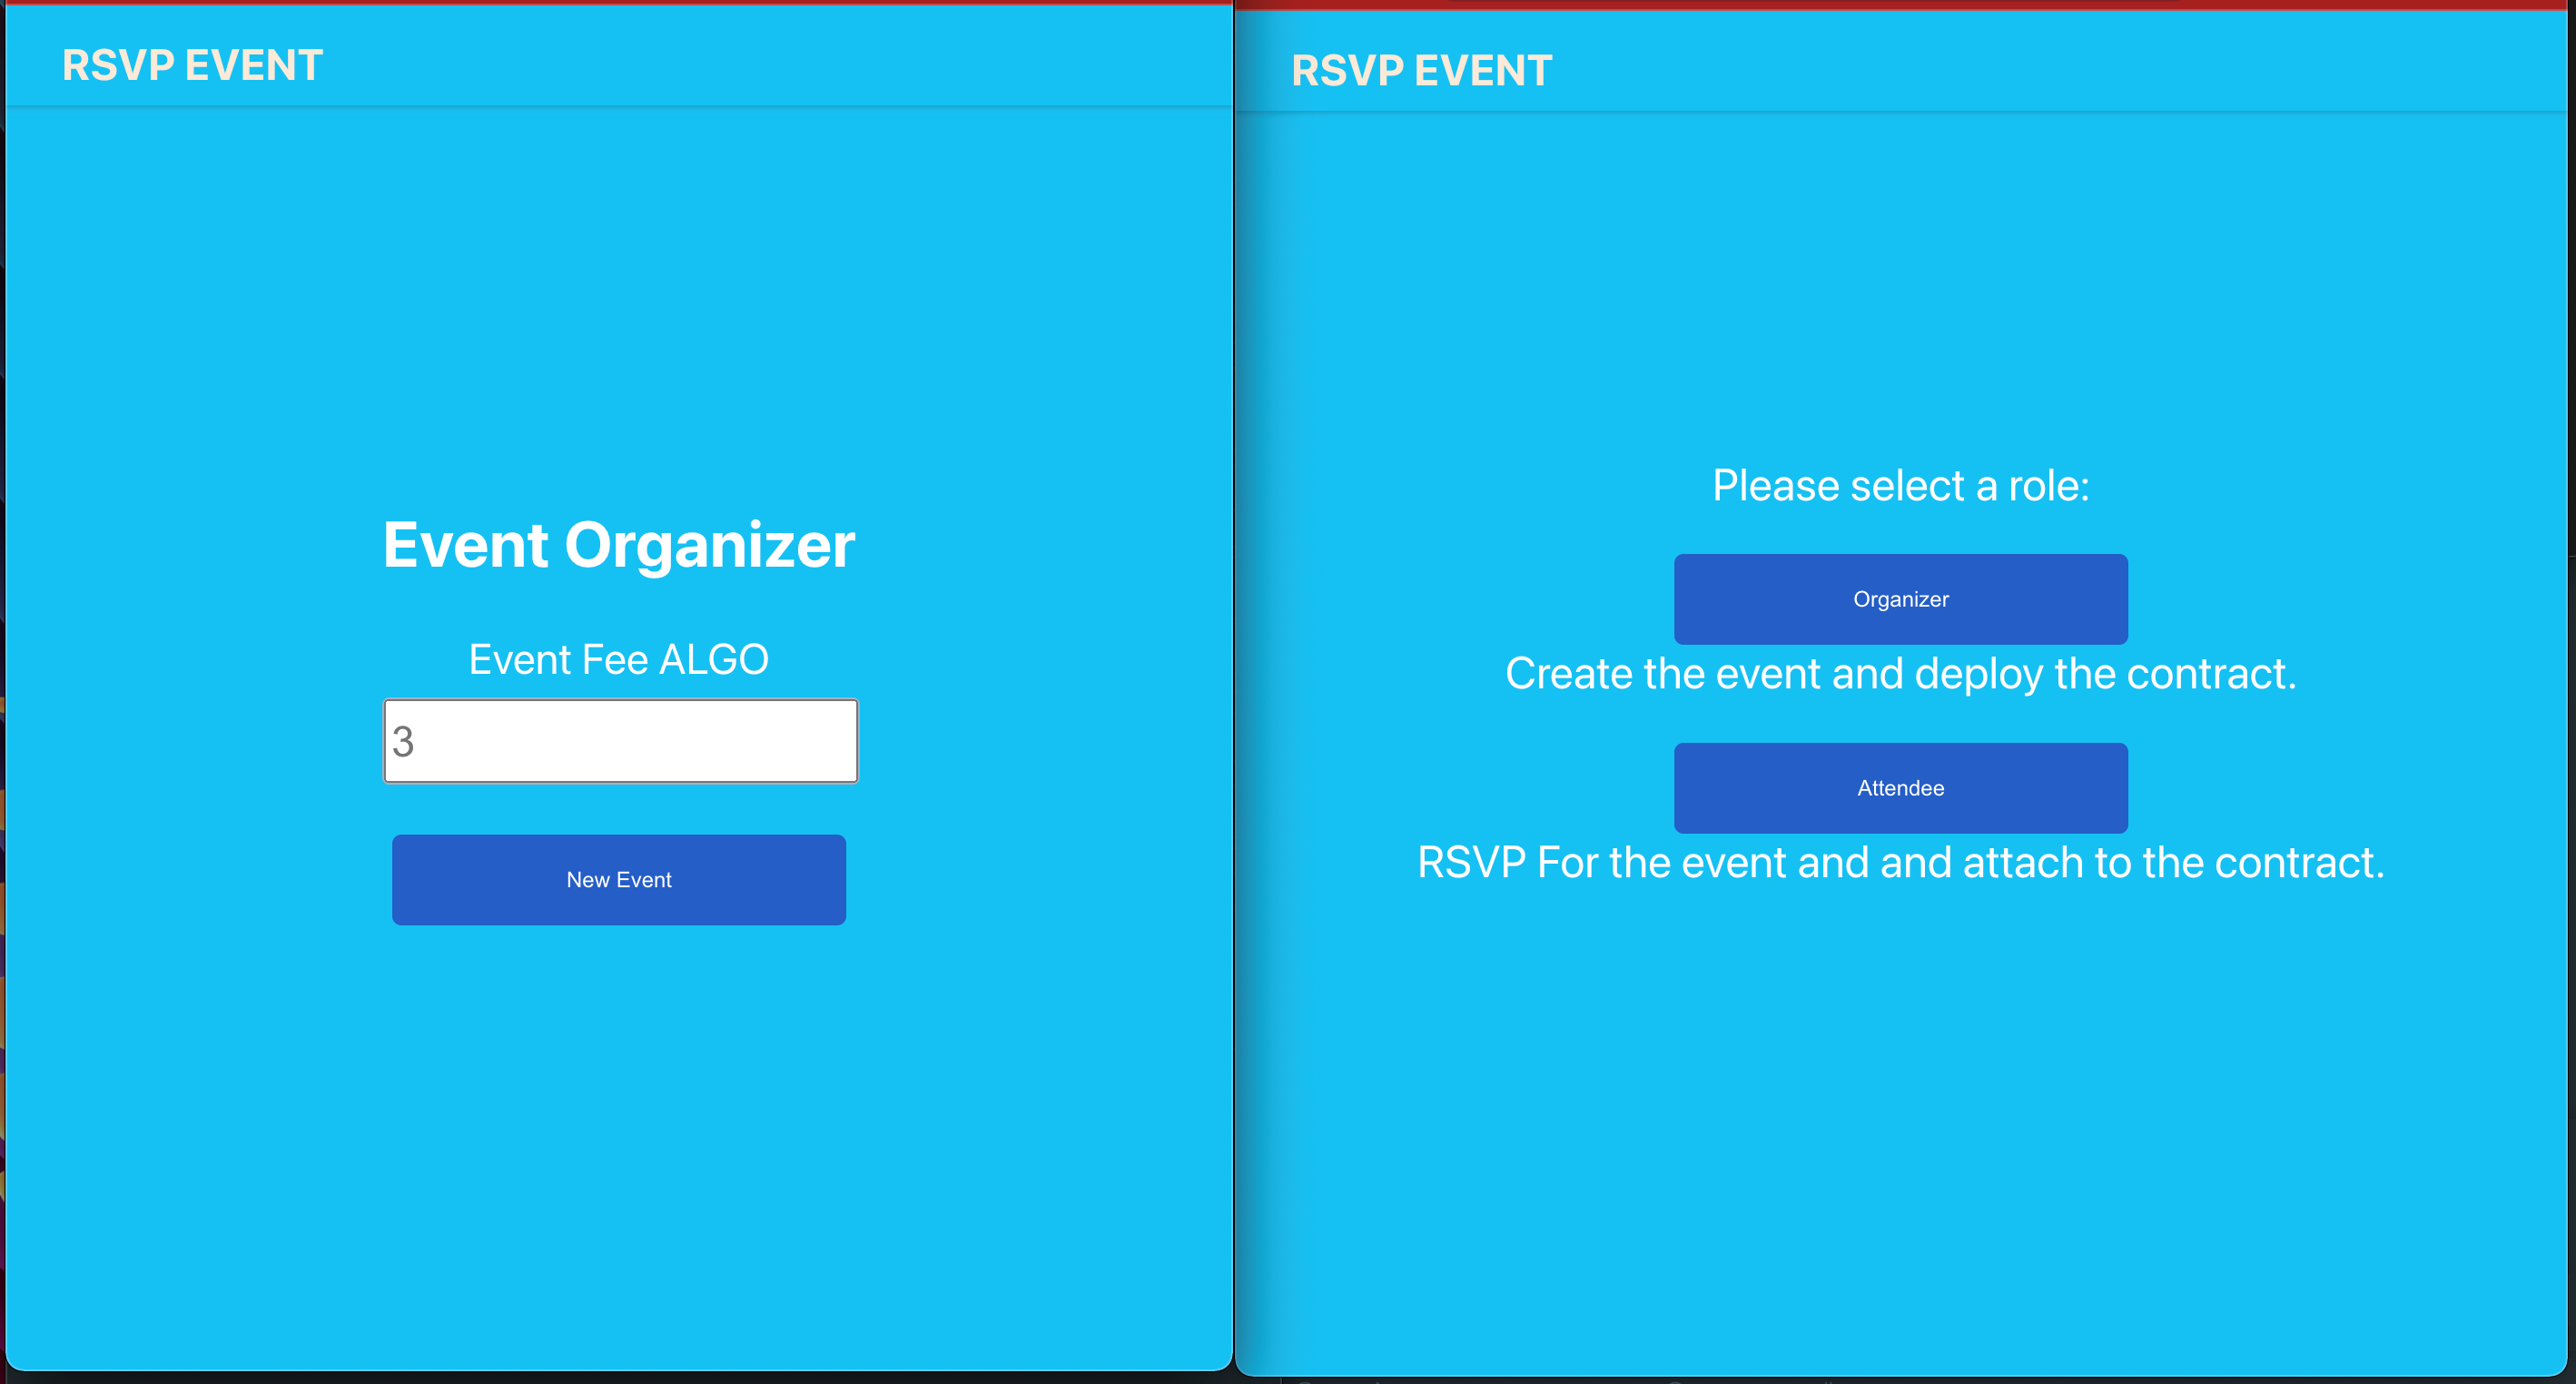 RSVP EVENT
Event Organizer
Event Fee ALGO
3
New Event
RSVP EVENT
Please select a role:
Organizer
Create the event and deploy the contract.
Attendee
RSVP For the event and and attach to the contract.